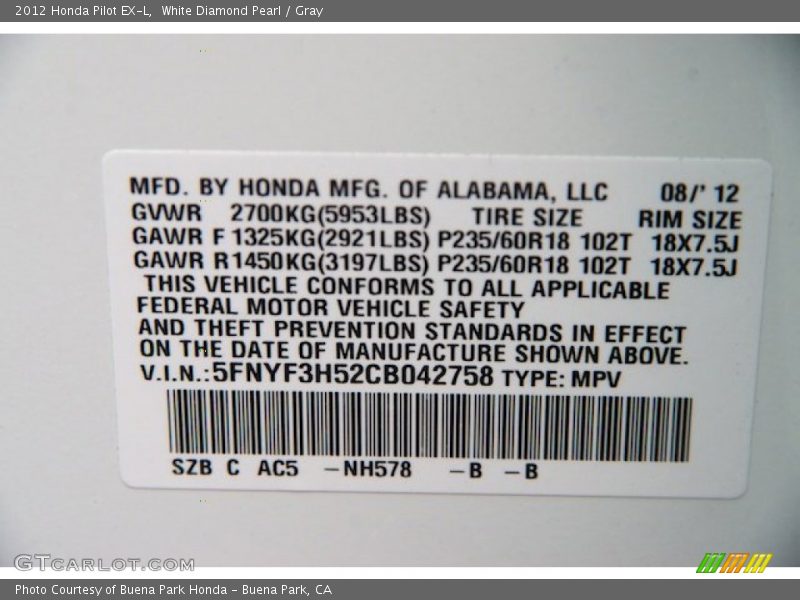 2012 Honda Pilot EX-L, White Diamond Pearl / Gray
MFD. BY HONDA MFG. OF ALABAMA, LLC 08/' 12
GVWR 2700KG(5953LBS) TIRE SIZE RIM SIZE
GAWR F 1325KG(2921LBS) P235/60R18 102T 18X7.5J
GAWR R 1450KG(3197LBS) P235/60R18 102T 18X7.5J
THIS VEHICLE CONFORMS TO ALL APPLICABLE
FEDERAL MOTOR VEHICLE SAFETY
AND THEFT PREVENTION STANDARDS IN EFFECT
ON THE DATE OF MANUFACTURE SHOWN ABOVE.
V.I.N.:5FNYF3H52CB042758 TYPE: MPV
SZB C AC5 –NH578 –B –B
GTCARLOT.COM
Photo Courtesy of Buena Park Honda - Buena Park, CA